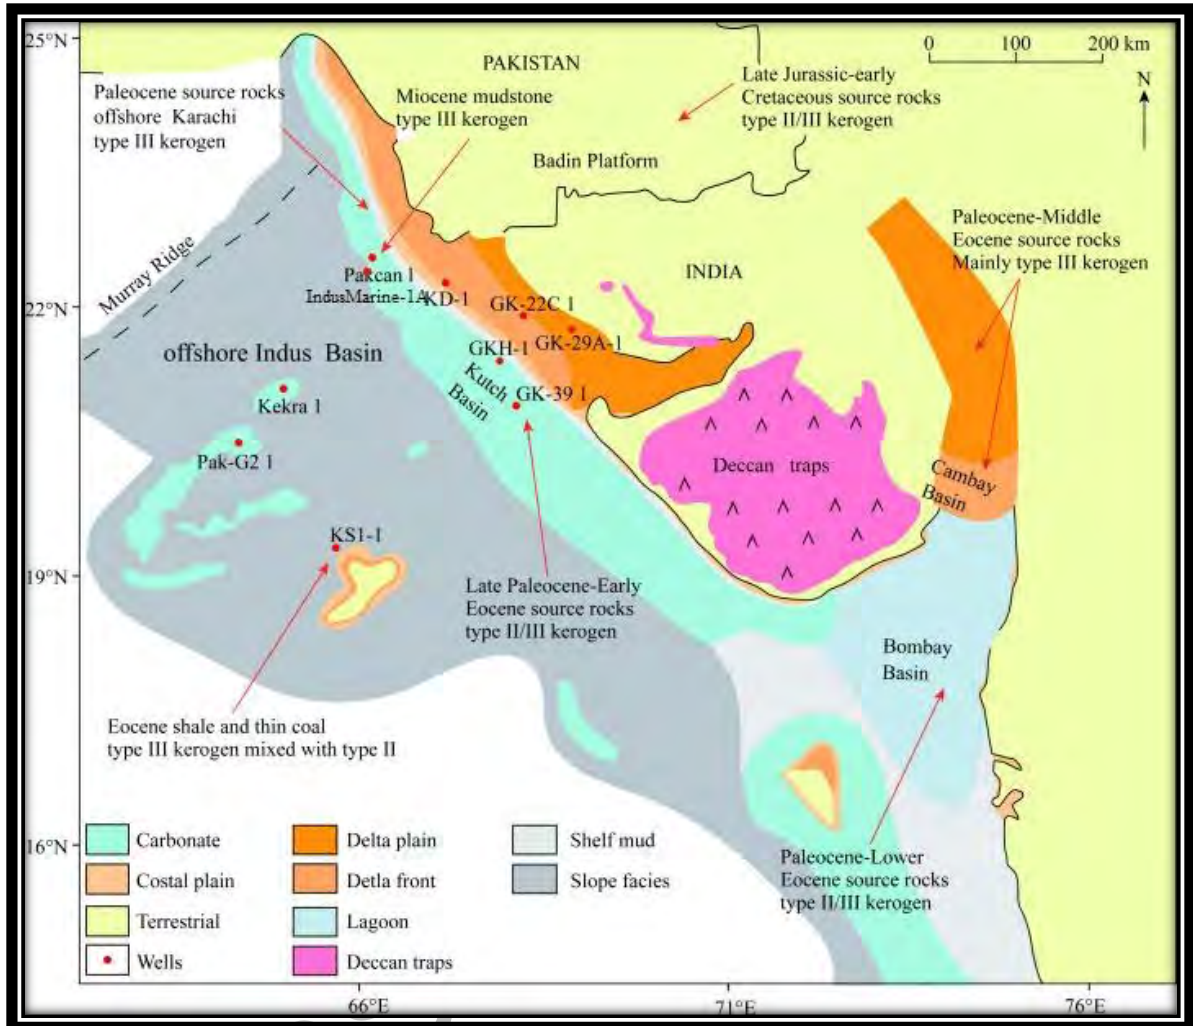 25°N
0 100 200 km
N
PAKISTAN
Late Jurassic-early
Cretaceous source rocks
type II/III kerogen
Paleocene source rocks
offshore Karachi
type III kerogen
Miocene mudstone
type III kerogen
Badin Platform
Paleocene-Middle
Eocene source rocks
Mainly type III kerogen
Murray Ridge
INDIA
Pakcan 1
IndusMarine-1A
KD-1
GK-22C 1
22°N
GK-29A-1
offshore Indus Basin
GKH-1
Kutch
Basin
GK-39 1
Kekra 1
Pak-G2 1
Deccan traps
Cambay
Basin
KS1-1
19°N
Late Paleocene-Early
Eocene source rocks
type II/III kerogen
Bombay
Basin
Eocene shale and thin coal
type III kerogen mixed with type II
Carbonate
Delta plain
Shelf mud
16°N
Costal plain
Detla front
Slope facies
Paleocene-Lower
Eocene source rocks
type II/III kerogen
Terrestrial
Lagoon
Wells
Deccan traps
66°E
71°E
76°E